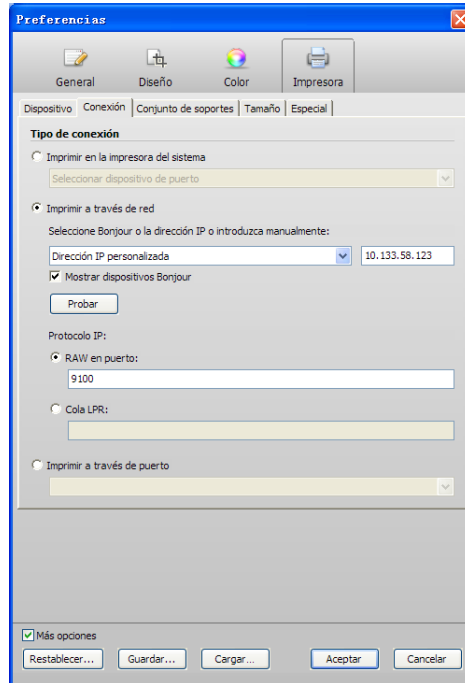 Preferencias
General Diseño Color Impresora
Dispositivo Conexión Conjunto de soportes Tamaño Especial
Tipo de conexión
Imprimir en la impresora del sistema
Seleccionar dispositivo de puerto
Imprimir a través de red
Seleccione Bonjour o la dirección IP o introduzca manualmente:
Dirección IP personalizada 10.133.58.123
Mostrar dispositivos Bonjour
Probar
Protocolo IP:
RAW en puerto:
9100
Cola LPR:
Imprimir a través de puerto
Más opciones
Restablecer... Guardar... Cargar... Aceptar Cancelar